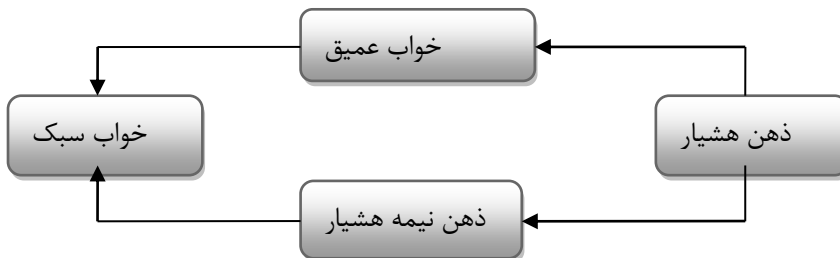 خواب عمیق
ذهن هشیار
خواب سبک
ذهن نیمه هشیار